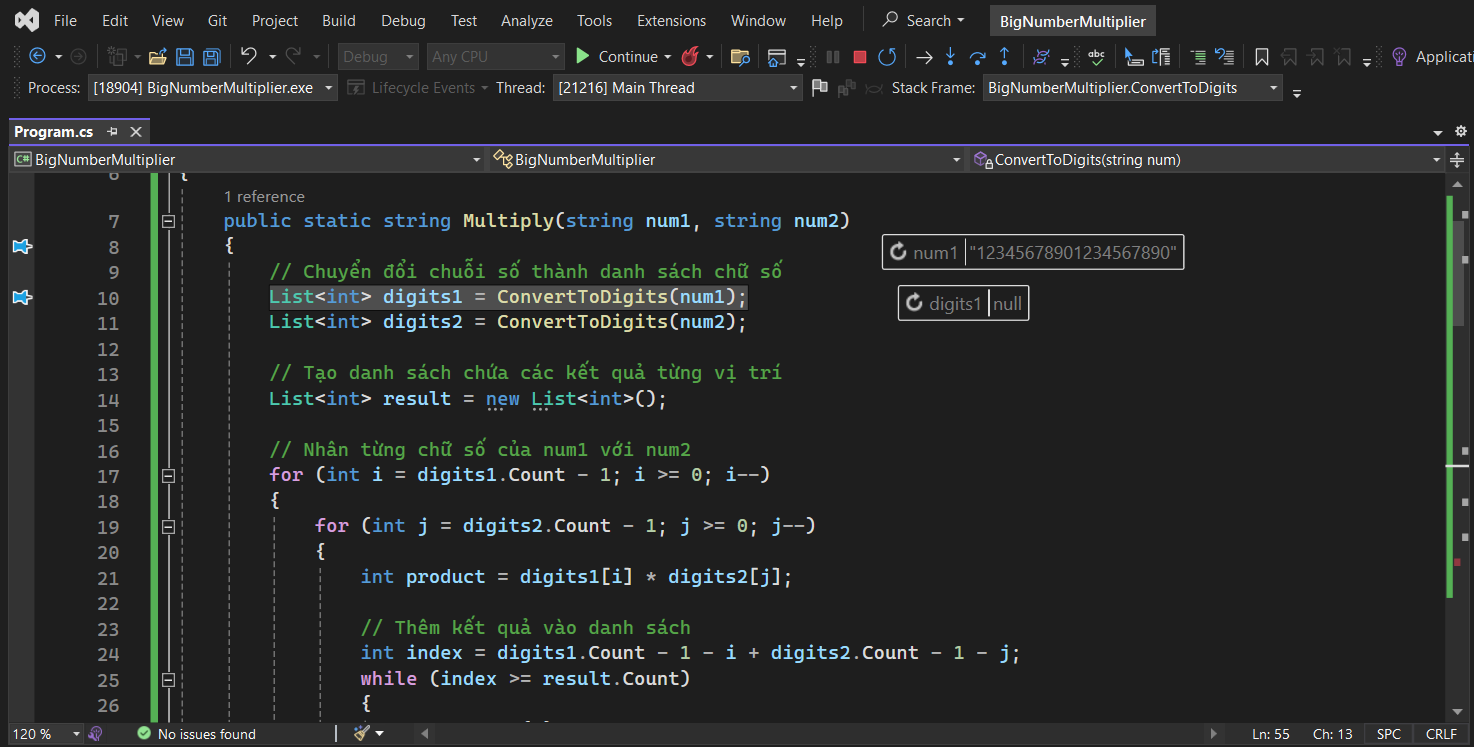 File Edit View Git Project Build Debug Test Analyze Tools Extensions Window Help Search BigNumberMultiplier
Debug Any CPU Continue Applicati
Process: [18904] BigNumberMultiplier.exe Lifecycle Events Thread: [21216] Main Thread Stack Frame: BigNumberMultiplier.ConvertToDigits
Program.cs
C# BigNumberMultiplier BigNumberMultiplier ConvertToDigits(string num)
6 {
1 reference
7 public static string Multiply(string num1, string num2)
8 {
num1 "12345678901234567890"
9 // Chuyển đổi chuỗi số thành danh sách chữ số
10 List<int> digits1 = ConvertToDigits(num1);
digits1 null
11 List<int> digits2 = ConvertToDigits(num2);
12
13 // Tạo danh sách chứa các kết quả từng vị trí
14 List<int> result = new List<int>();
15
16 // Nhân từng chữ số của num1 với num2
17 for (int i = digits1.Count - 1; i >= 0; i--)
18 {
19 for (int j = digits2.Count - 1; j >= 0; j--)
20 {
21 int product = digits1[i] * digits2[j];
22
23 // Thêm kết quả vào danh sách
24 int index = digits1.Count - 1 - i + digits2.Count - 1 - j;
25 while (index >= result.Count)
26 {
120 % No issues found Ln: 55 Ch: 13 SPC CRLF